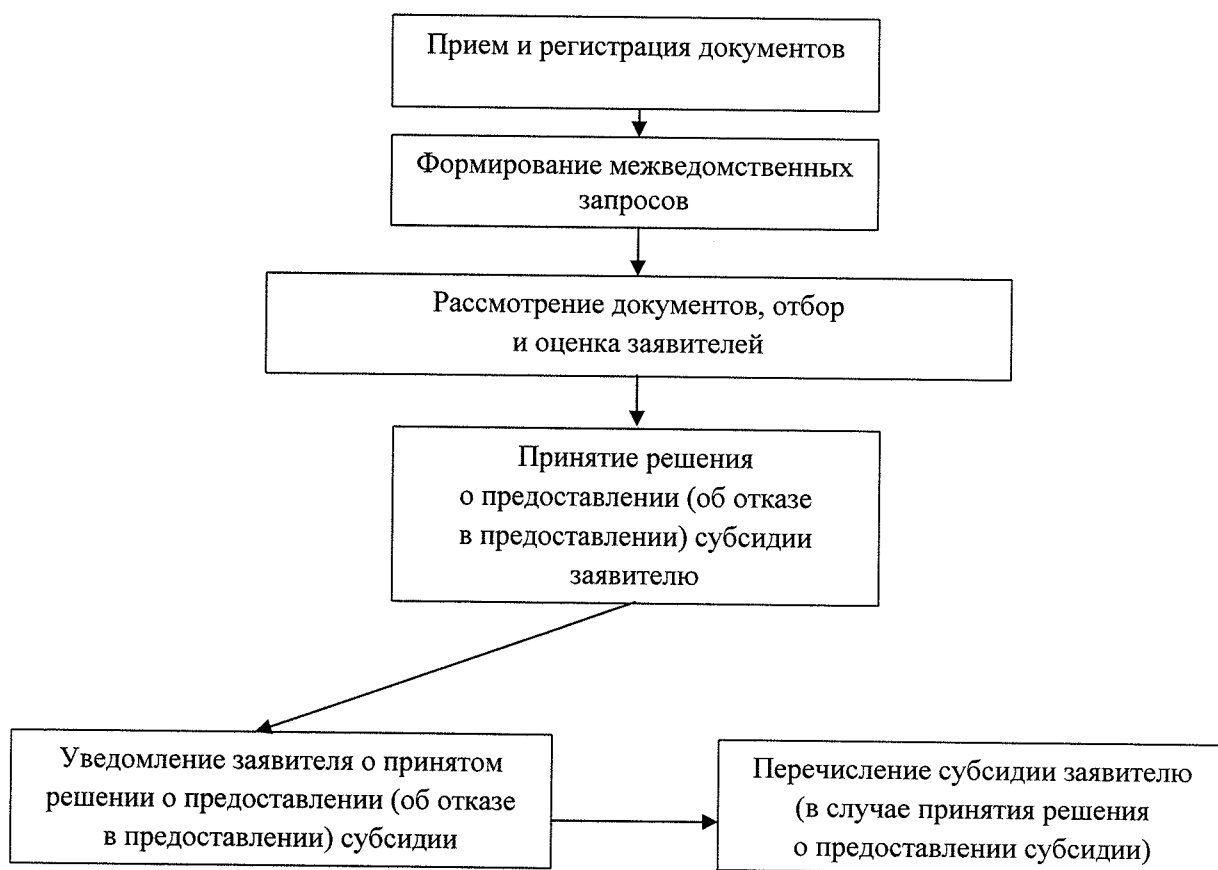 Прием и регистрация документов
Формирование межведомственных
запросов
Рассмотрение документов, отбор
и оценка заявителей
Принятие решения
о предоставлении (об отказе
в предоставлении) субсидии
заявителю
Уведомление заявителя о принятом
решении о предоставлении (об отказе
в предоставлении) субсидии
Перечисление субсидии заявителю
(в случае принятия решения
о предоставлении субсидии)